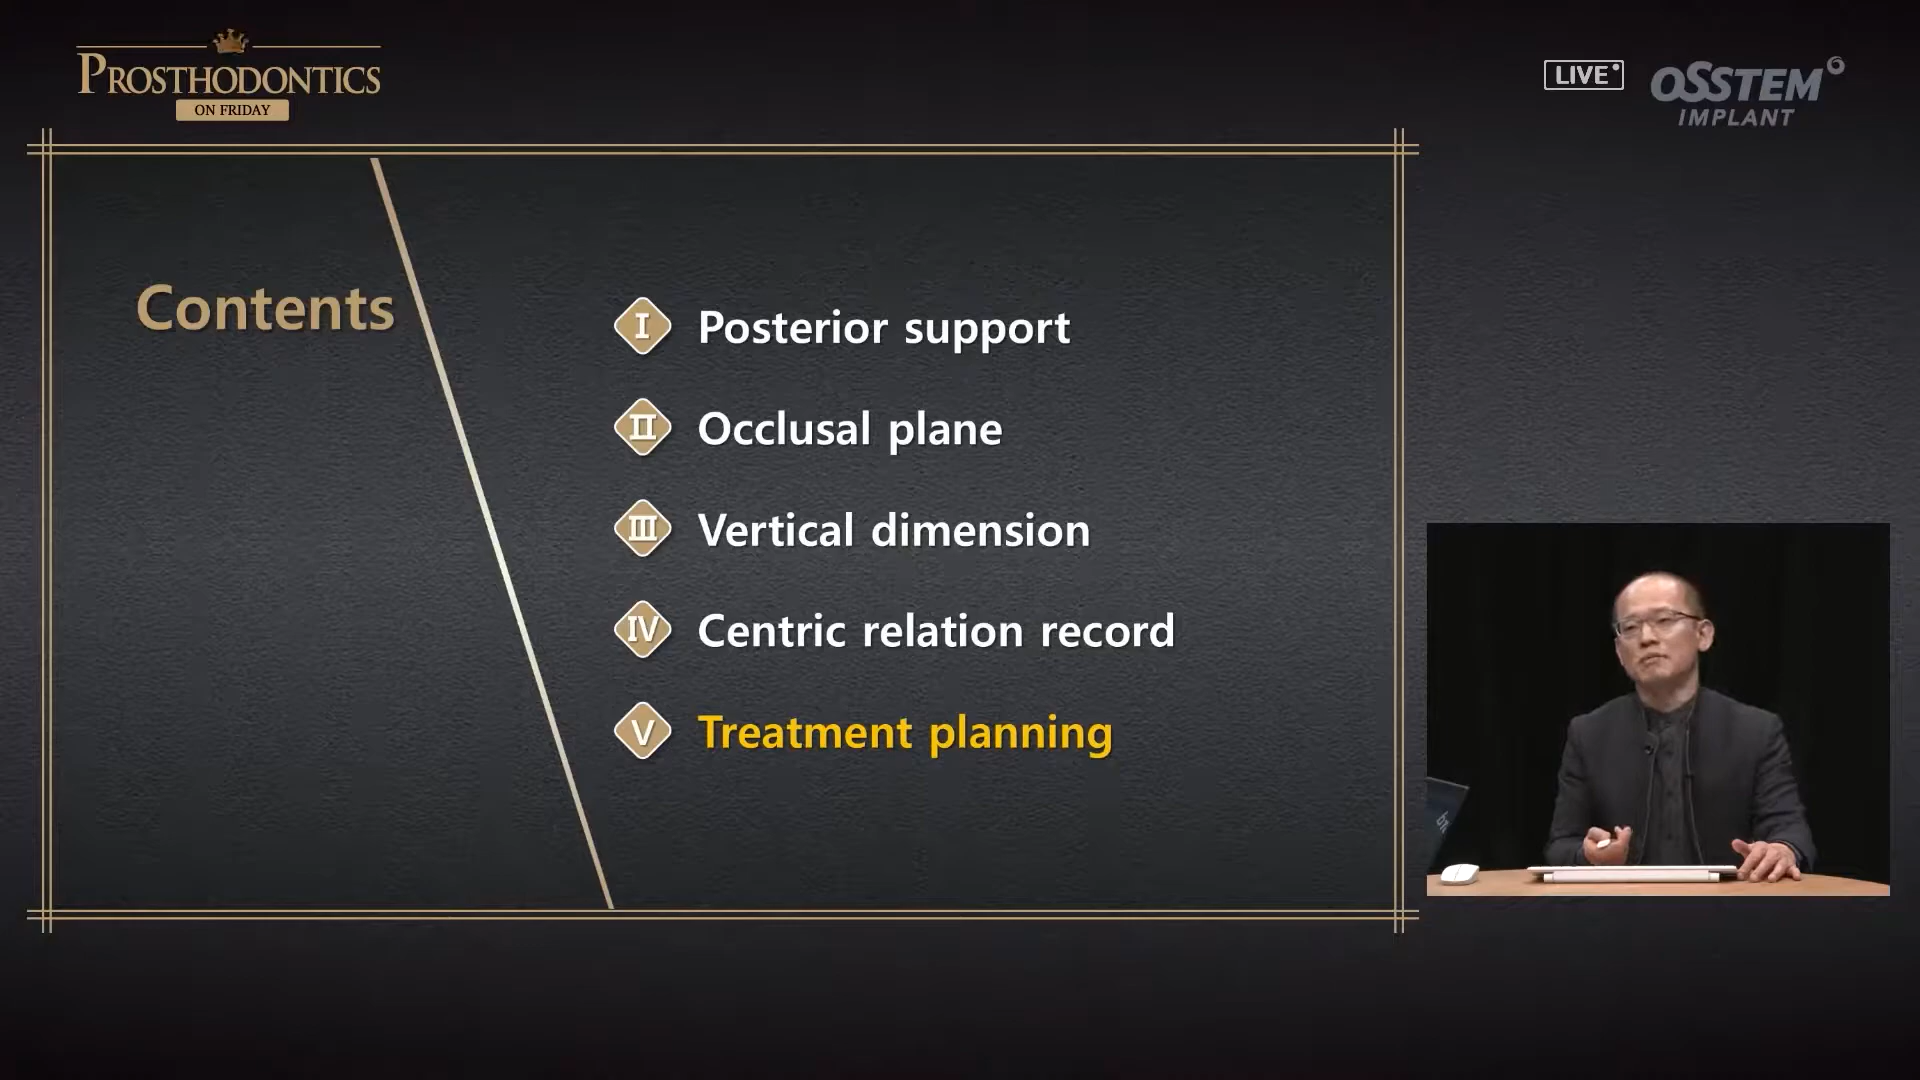 PROSTHODONTICS
ON FRIDAY
LIVE
OSSTEM
IMPLANT
Contents
I Posterior support
II Occlusal plane
III Vertical dimension
IV Centric relation record
V Treatment planning